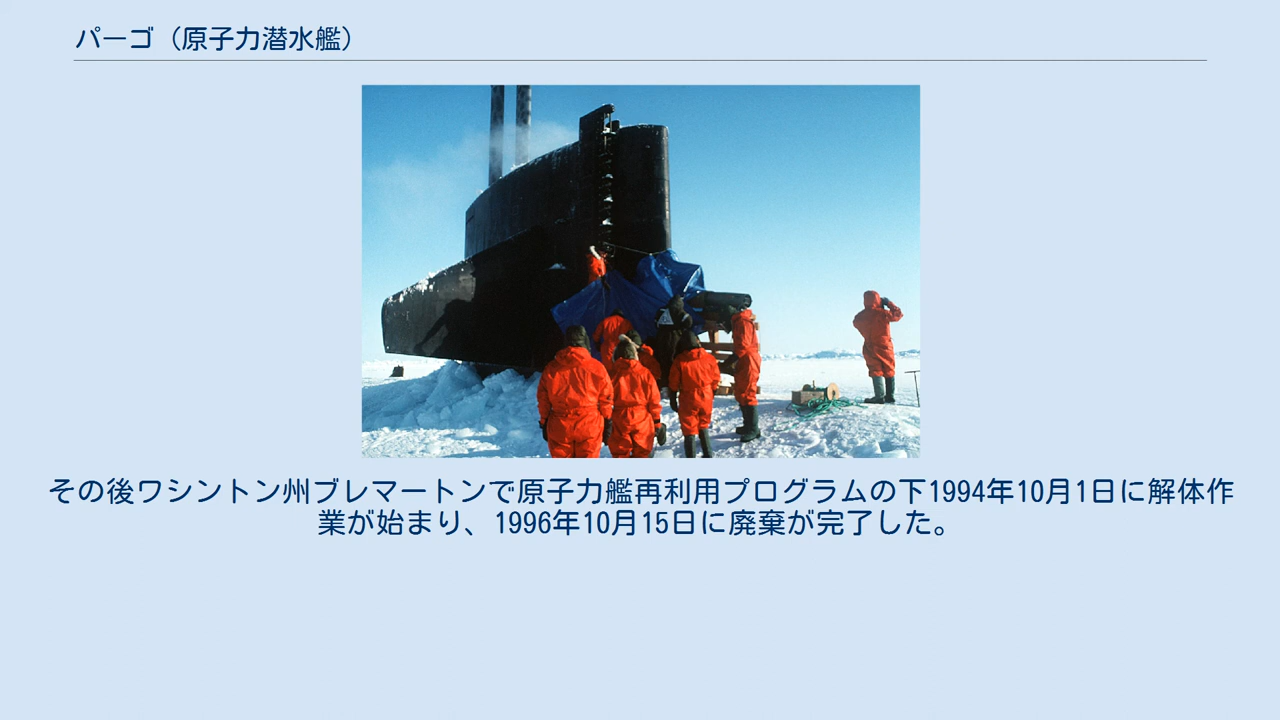 パーゴ（原子力潜水艦）
その後ワシントン州ブレマートンで原子力艦再利用プログラムの下1994年10月1日に解体作
業が始まり、1996年10月15日に廃棄が完了した。